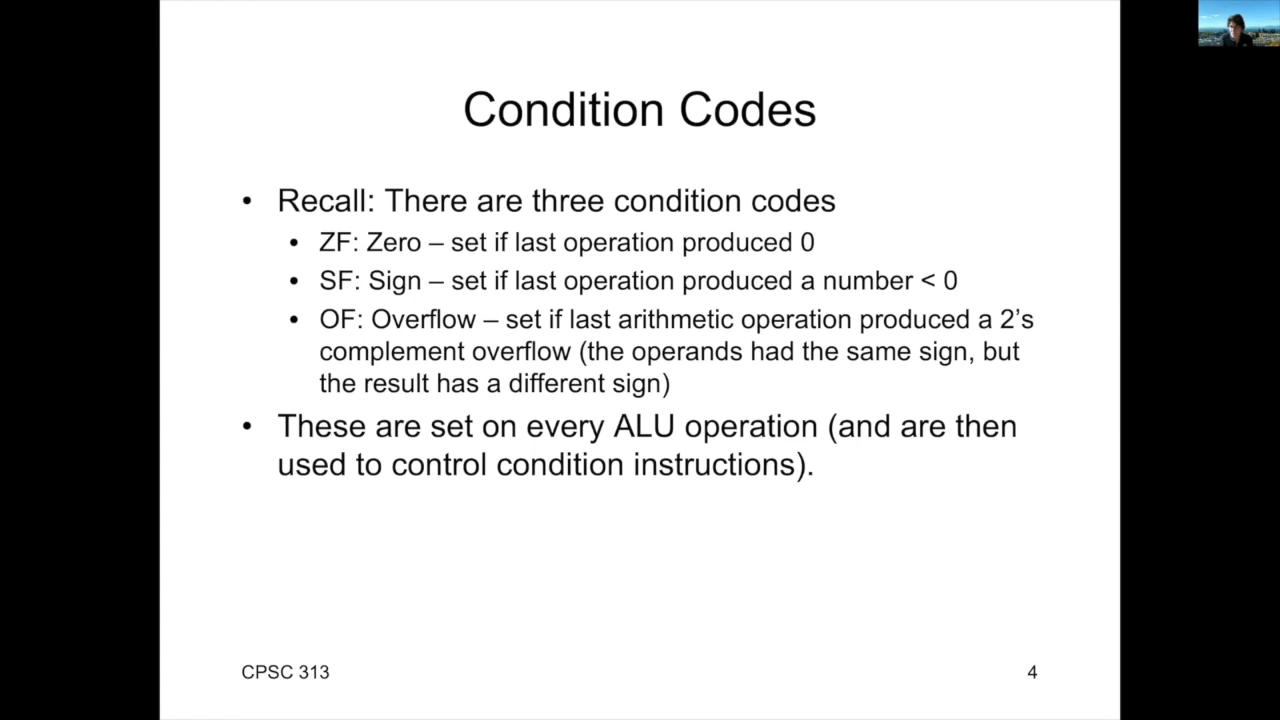 Condition Codes
• Recall: There are three condition codes
• ZF: Zero – set if last operation produced 0
• SF: Sign – set if last operation produced a number < 0
• OF: Overflow – set if last arithmetic operation produced a 2’s
complement overflow (the operands had the same sign, but
the result has a different sign)
• These are set on every ALU operation (and are then
used to control condition instructions).
CPSC 313
4